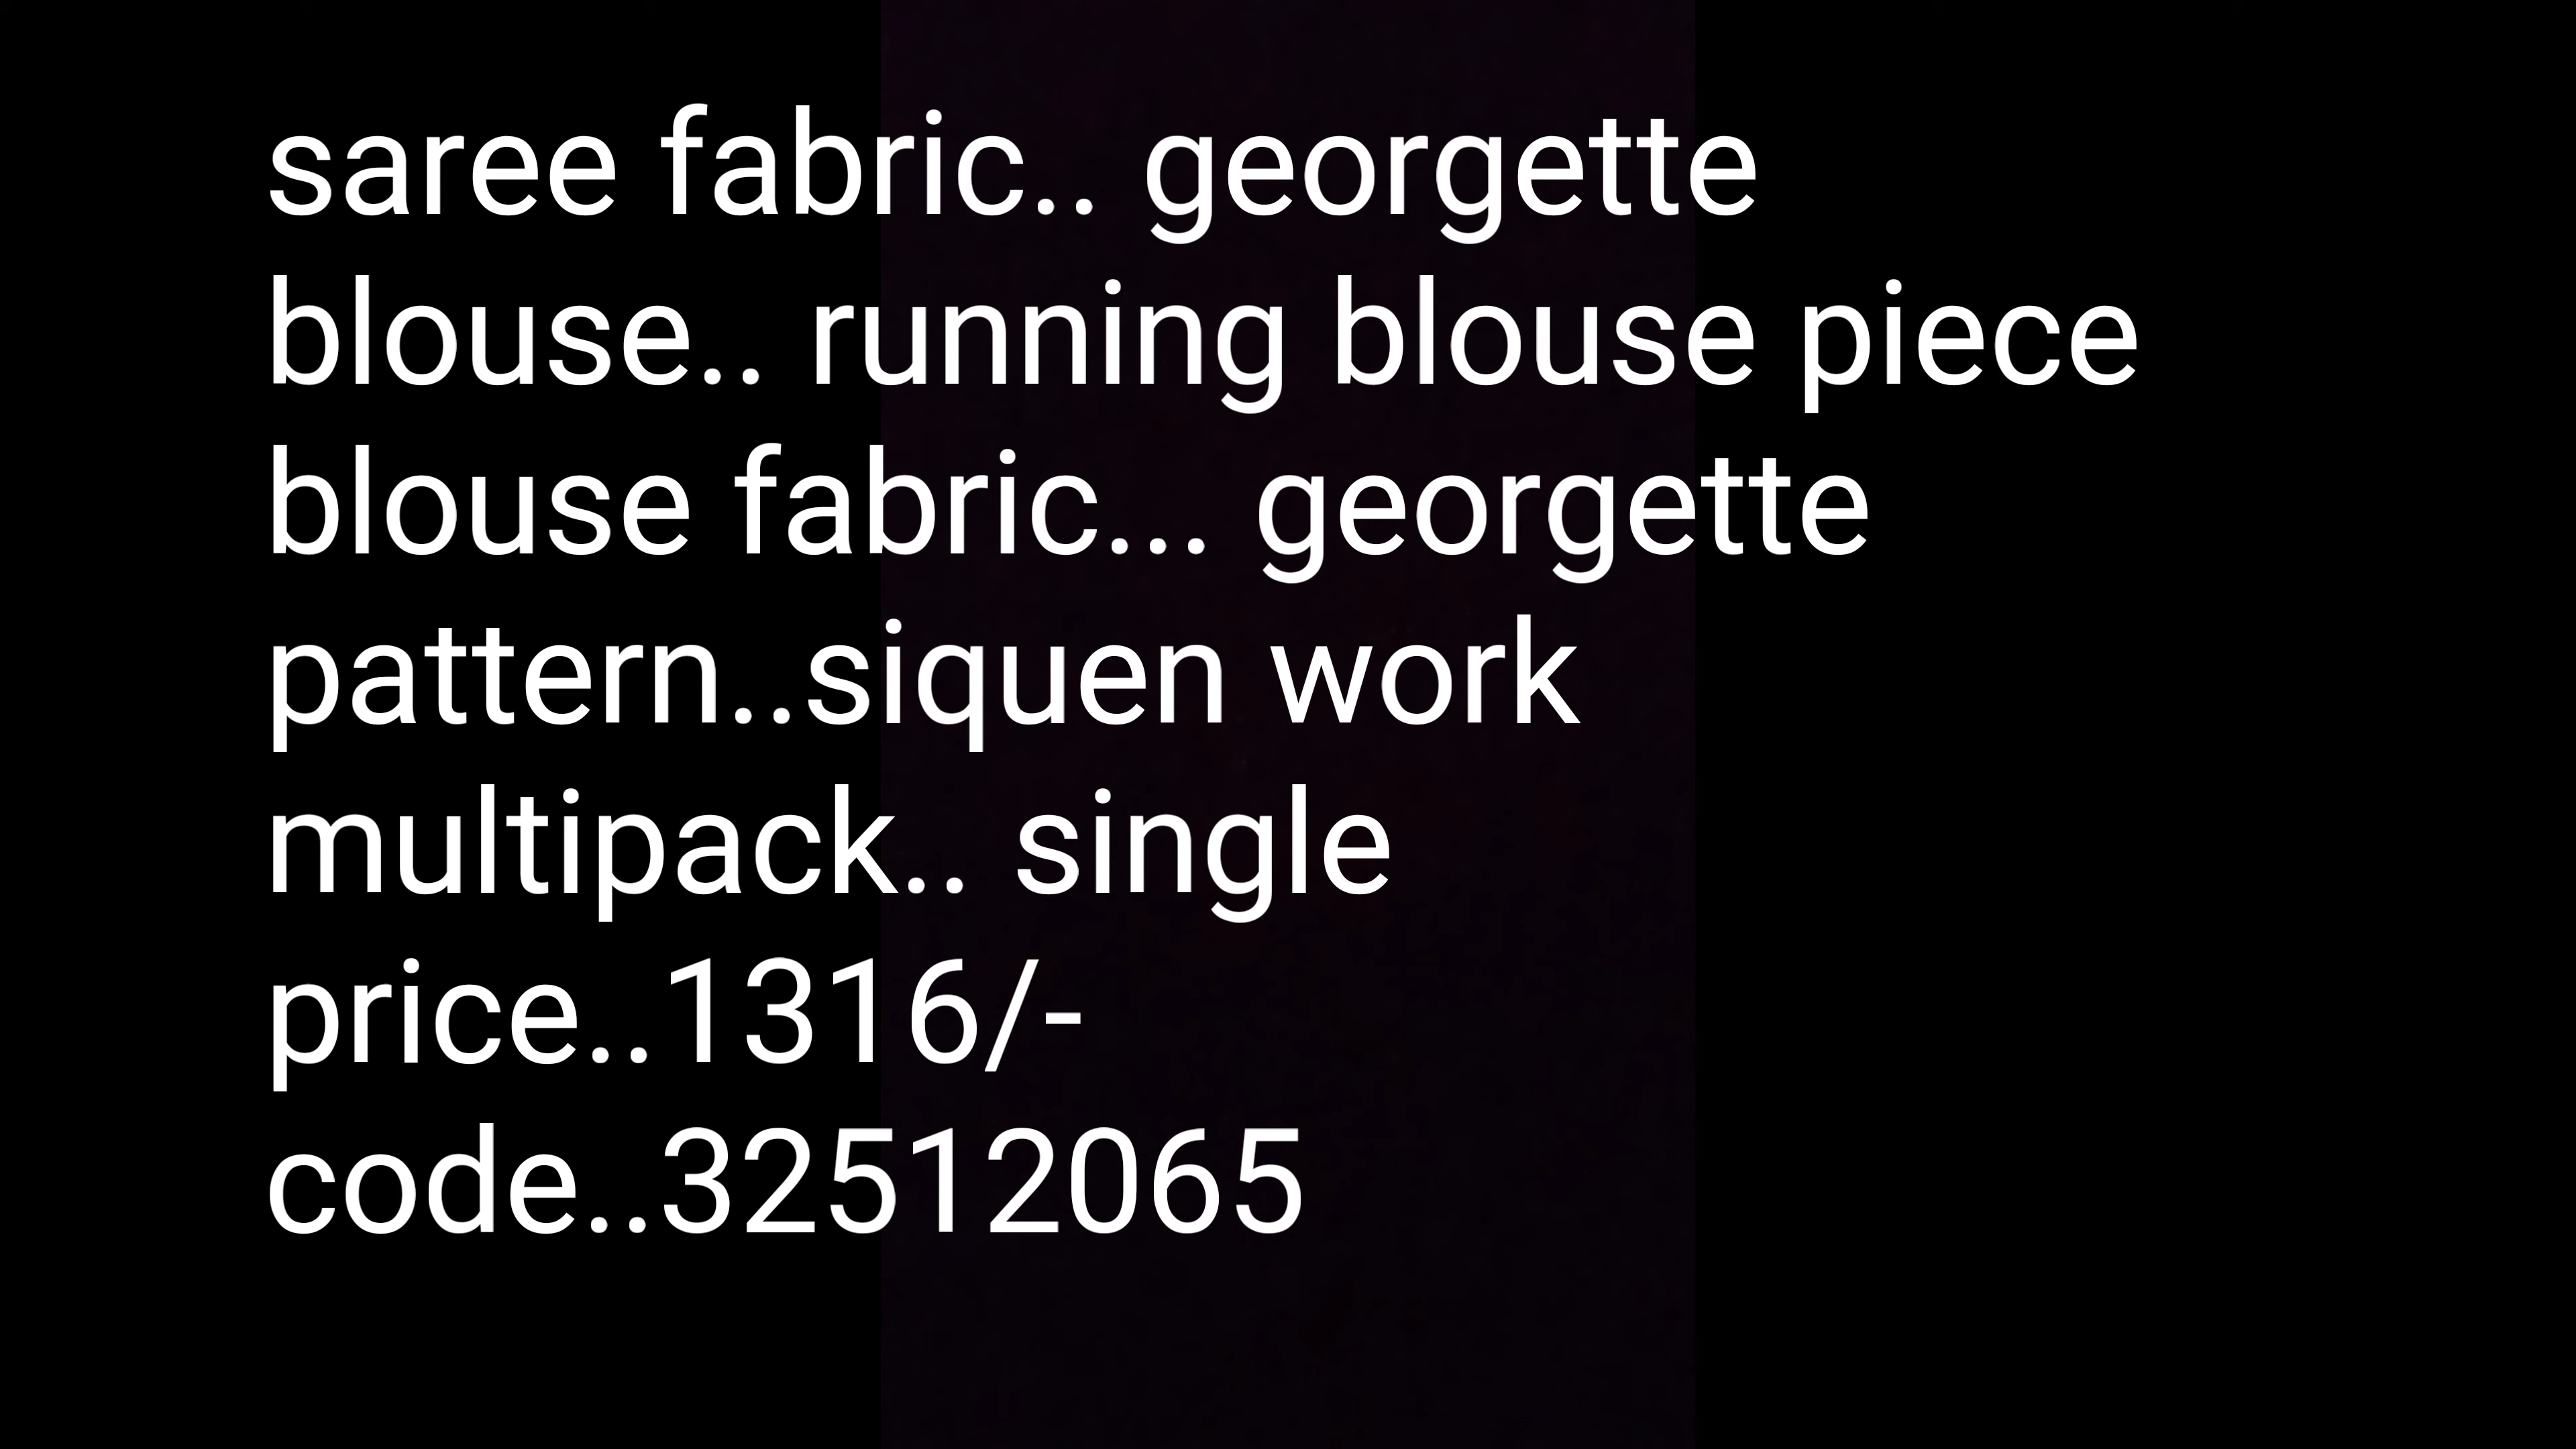 saree fabric.. georgette
blouse.. running blouse piece
blouse fabric... georgette
pattern..siquen work
multipack.. single
price..1316/-
code..32512065